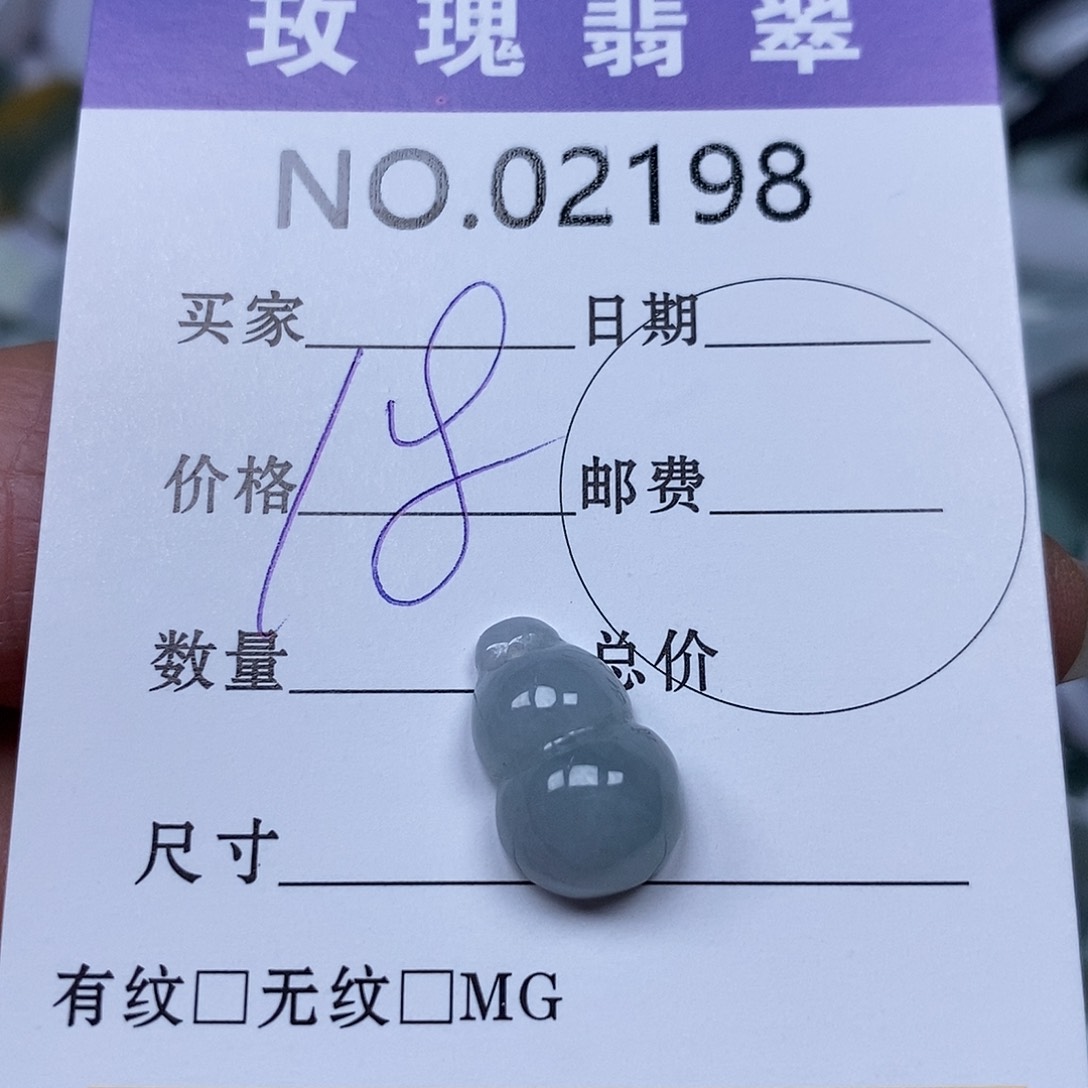 玫瑰翡翠
NO.02198
买家 日期
18
价格 邮费
数量 总价
尺寸
有纹□无纹□MG